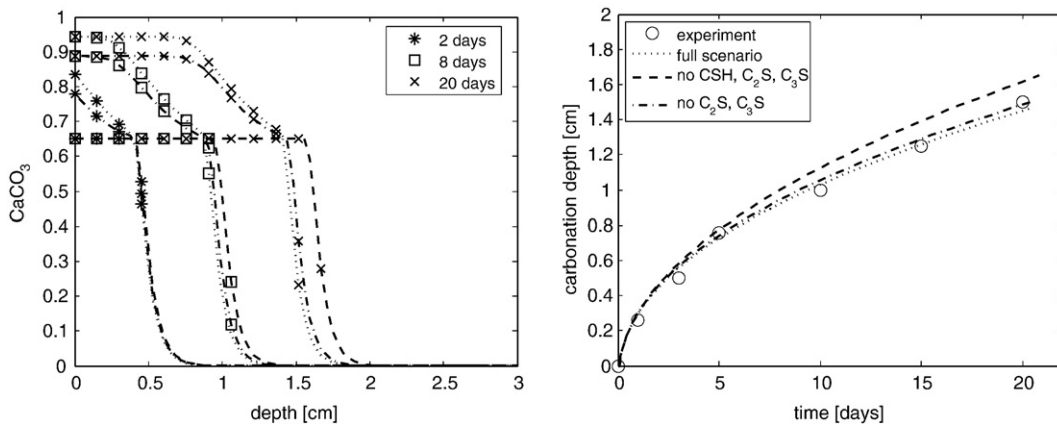 1
0.9
0.8
0.7
0.6
0.5
0.4
0.3
0.2
0.1
0
CaCO3
2 days
8 days
20 days
0 0.5 1 1.5 2 2.5 3
depth [cm]
2
1.8
1.6
1.4
1.2
1
0.8
0.6
0.4
0.2
0
carbonation depth [cm]
experiment
full scenario
no CSH, C2S, C3S
no C2S, C3S
0 5 10 15 20
time [days]